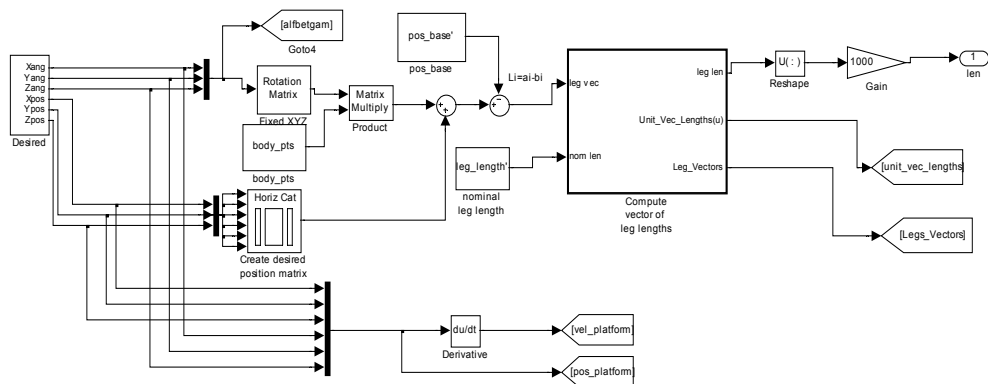 [alfbetgam]
Goto4
Xang
Yang
Zang
Xpos
Ypos
Zpos
Desired
Rotation
Matrix
Fixed XYZ
body_pts
body_pts
Matrix
Multiply
Product
pos_base'
pos_base
Li=ai-bi
leg_length'
nominal
leg length
leg vec
nom len
leg len
Unit_Vec_Lengths(u)
Leg_Vectors
Compute
vector of
leg lengths
U( : )
Reshape
1000
Gain
1
len
[unit_vec_lengths]
[Legs_Vectors]
Horiz Cat
Create desired
position matrix
du/dt
Derivative
[vel_platform]
[pos_platform]